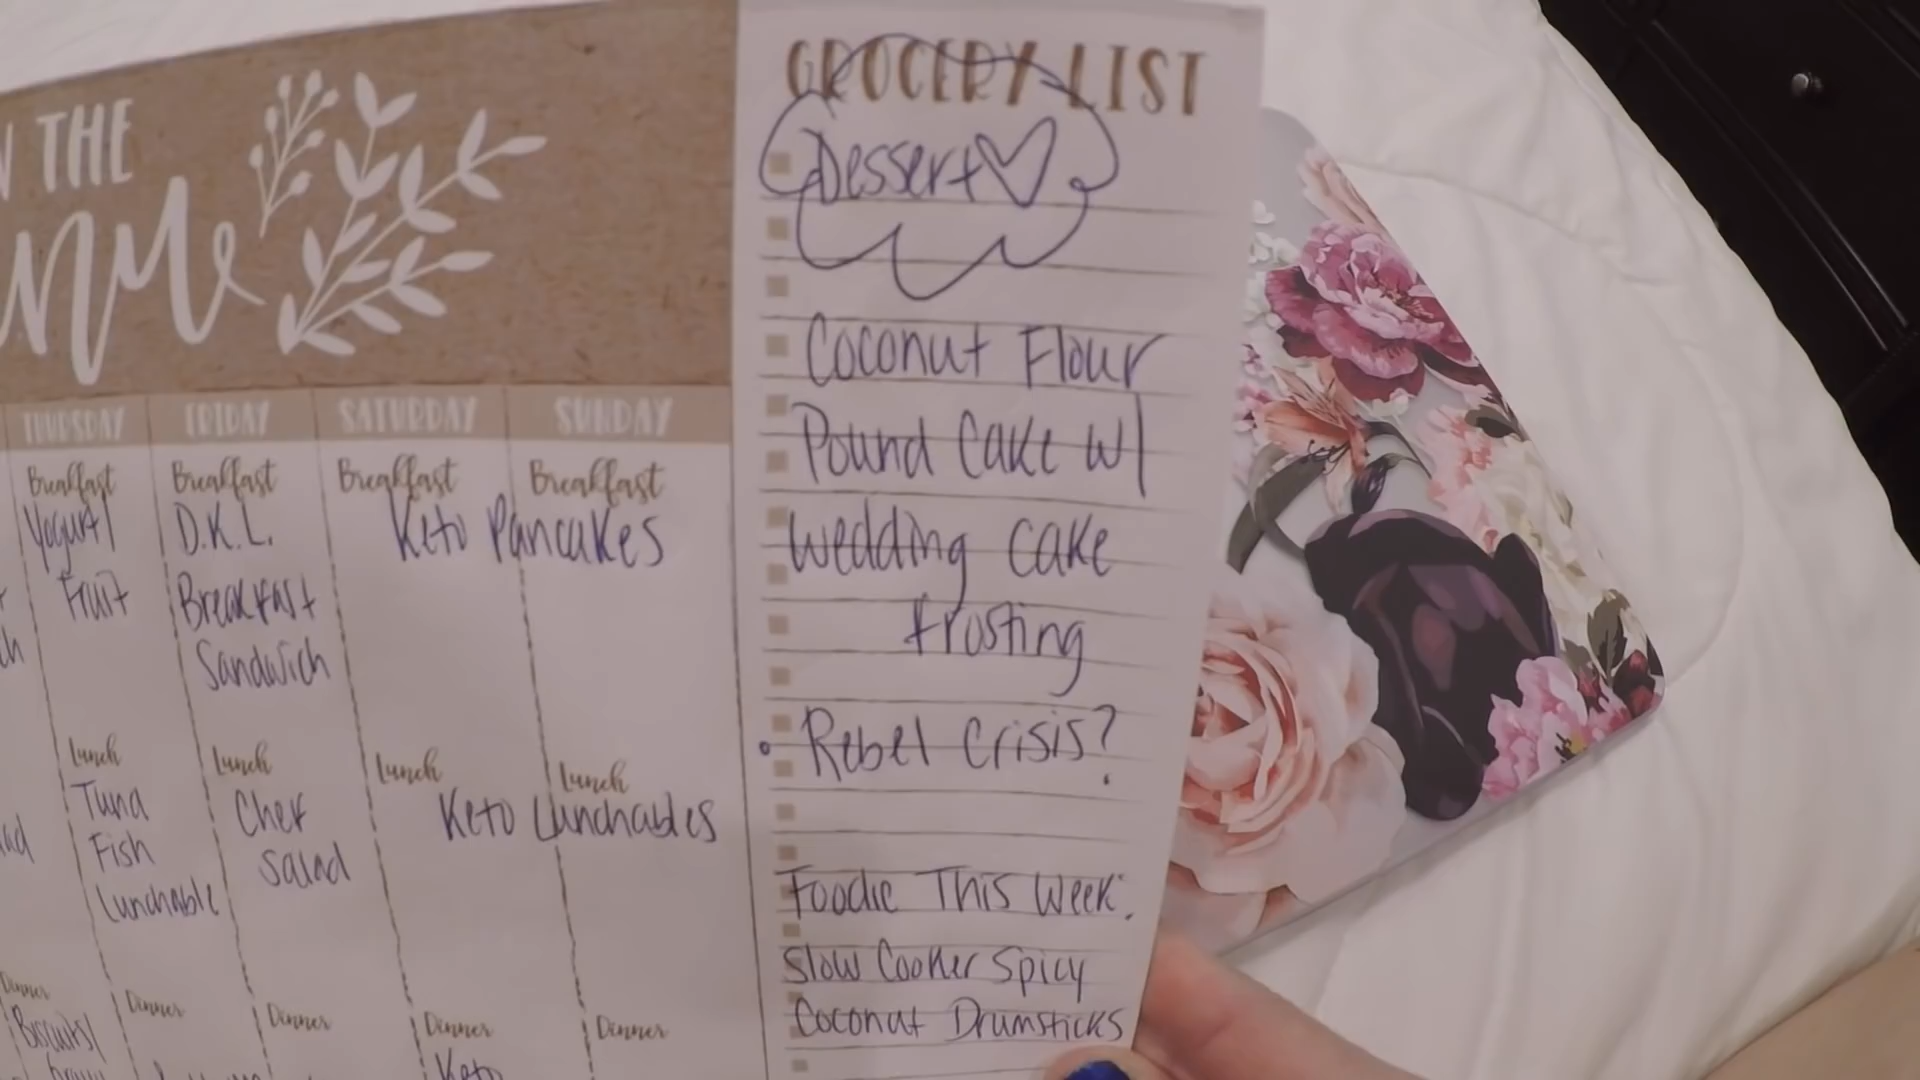 THE
GROCERY LIST
Dessert
Coconut Flour
Pound Cake w/
wedding cake
frosting
Rebel Crisis?
Foodie This Week:
Slow Cooker Spicy
Coconut Drumsticks
THURSDAY FRIDAY SATURDAY SUNDAY
Breakfast Breakfast Breakfast Breakfast
Yogurt/ D.K.L. Keto Pancakes
Fruit Breakfast
Sandwich
Lunch Lunch Lunch Lunch
Tuna Chef Keto Lunchables
Fish Salad
Lunchable
Dinner Dinner Dinner Dinner Dinner
Biscuits/
Keto